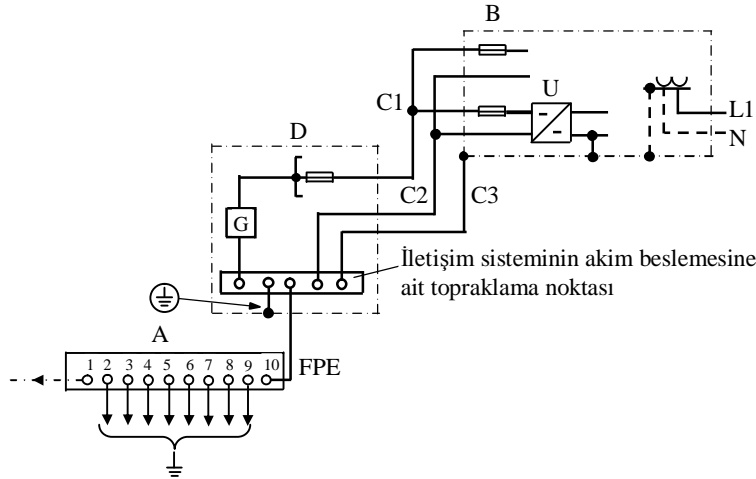 B
U
C1
L1
N
D
C2
C3
G
İletişim sisteminin akim beslemesine
ait topraklama noktası
A
1 2 3 4 5 6 7 8 9 10
FPE